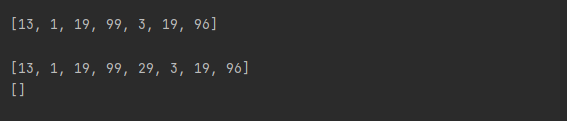 [13, 1, 19, 99, 3, 19, 96]
[13, 1, 19, 99, 29, 3, 19, 96]
[]